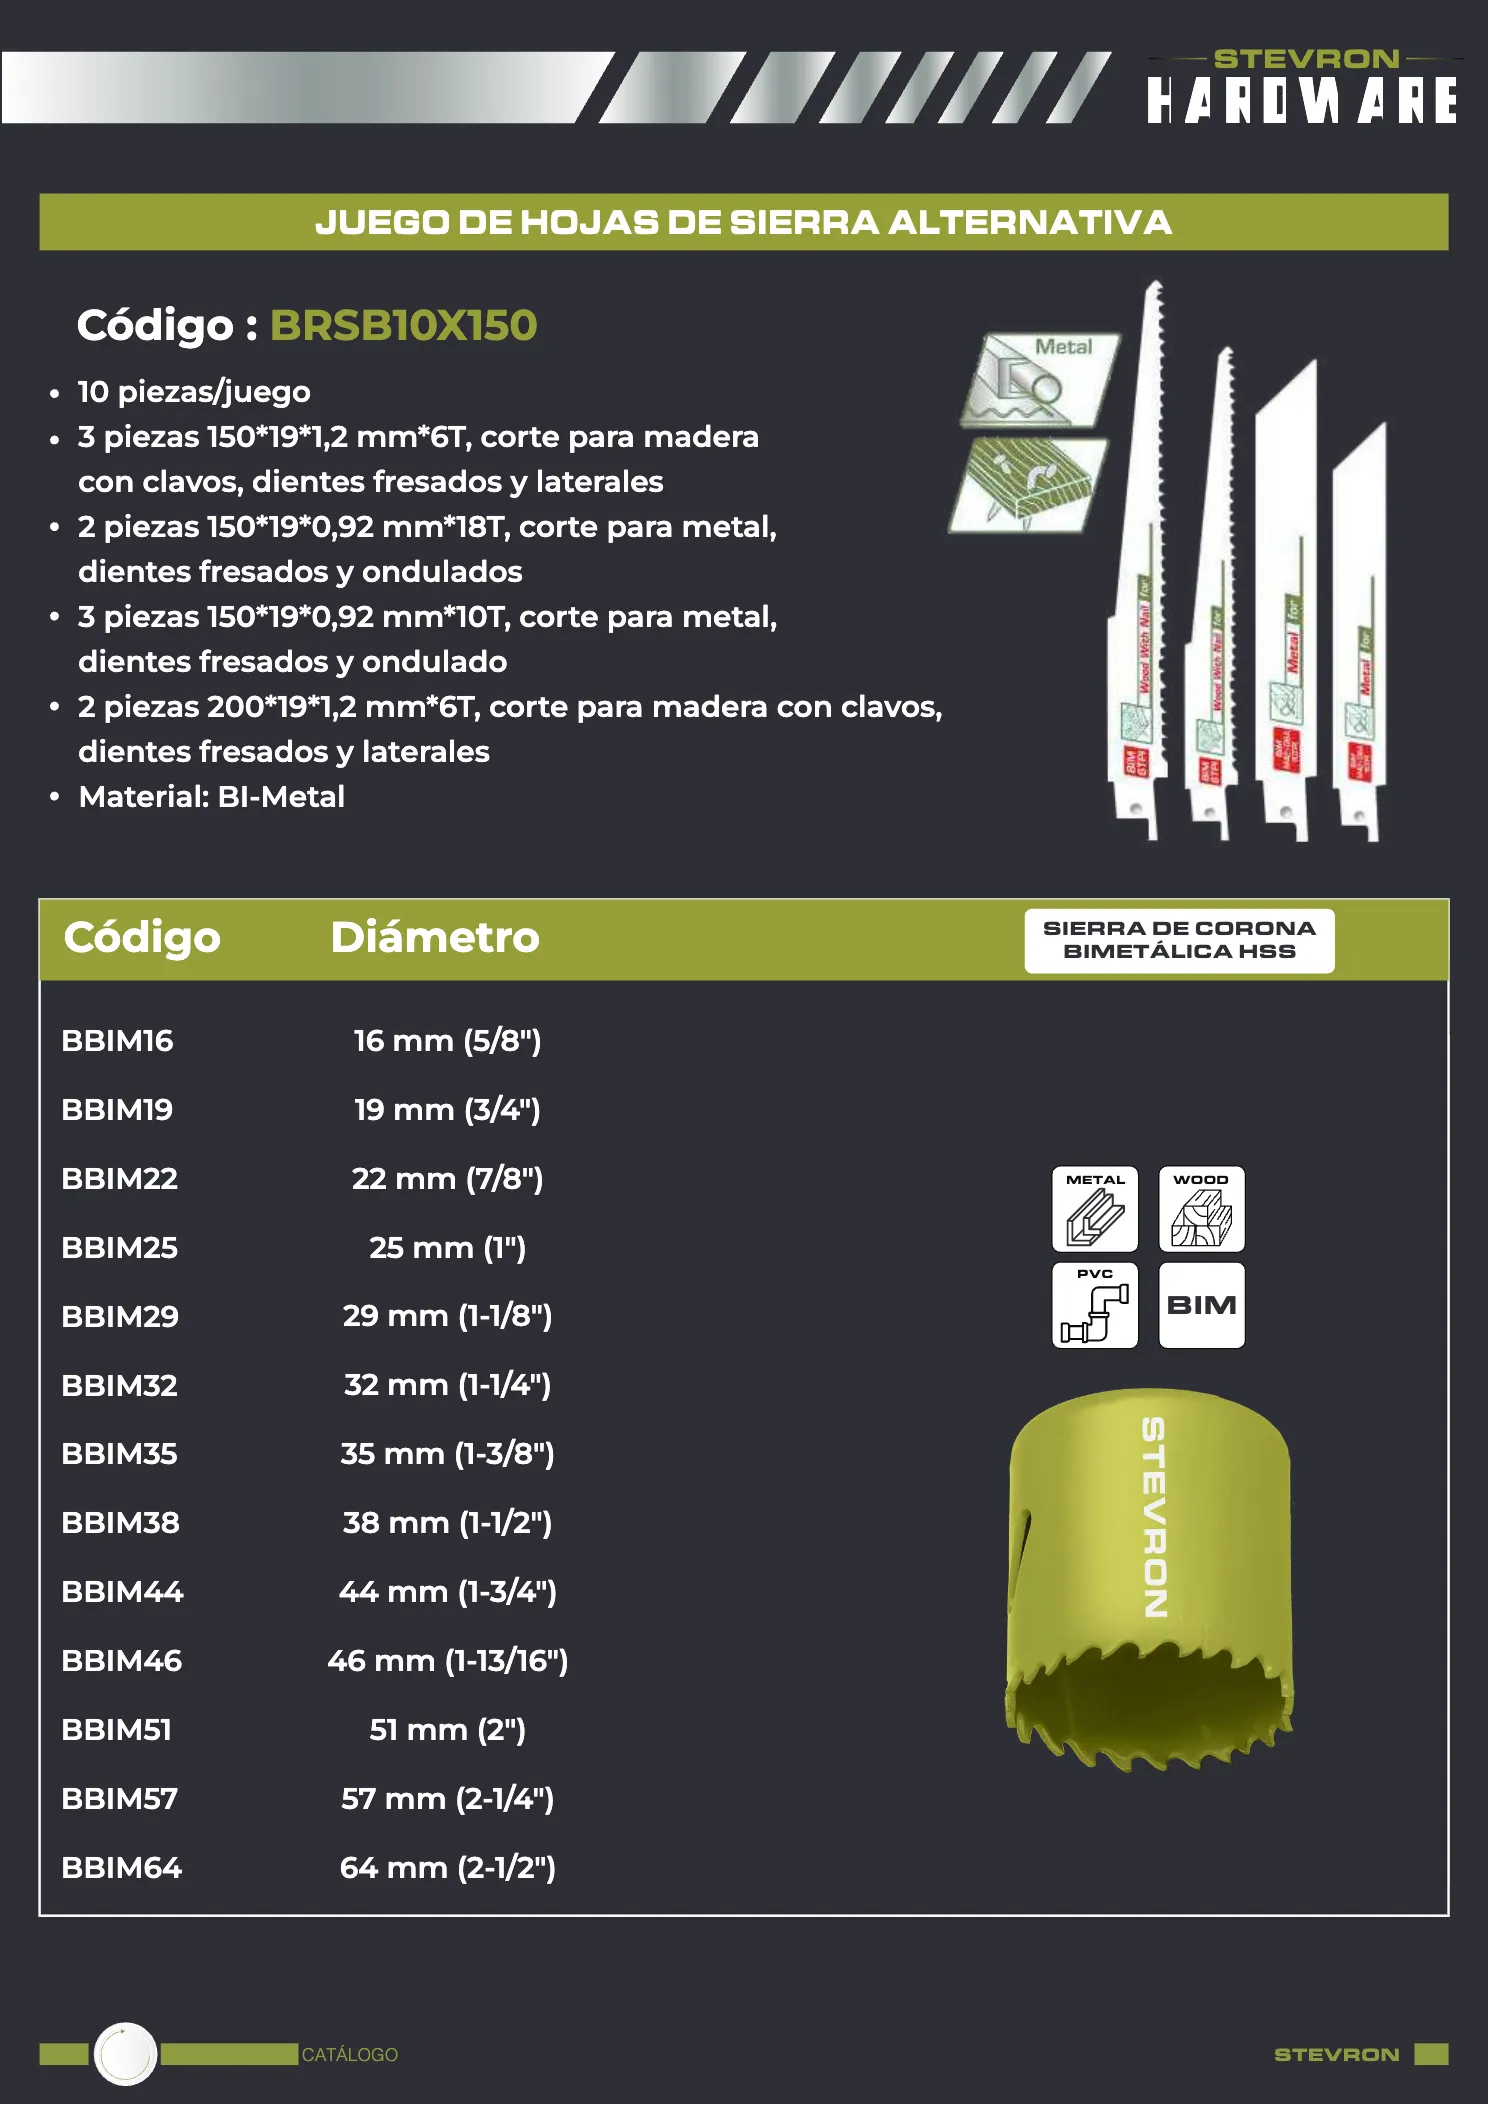 STEVRON
HARDWARE
JUEGO DE HOJAS DE SIERRA ALTERNATIVA
Código : BRSB10X150
• 10 piezas/juego
• 3 piezas 150*19*1,2 mm*6T, corte para madera
con clavos, dientes fresados y laterales
• 2 piezas 150*19*0,92 mm*18T, corte para metal,
dientes fresados y ondulados
• 3 piezas 150*19*0,92 mm*10T, corte para metal,
dientes fresados y ondulado
• 2 piezas 200*19*1,2 mm*6T, corte para madera con clavos,
dientes fresados y laterales
• Material: BI-Metal
Metal
for
Wood With Nail
BIM
6TPI
for
Wood With Nail
BIM
6TPI
for
Metal
BIM
for
Metal
BIM
Código Diámetro
SIERRA DE CORONA
BIMETÁLICA HSS
BBIM16 16 mm (5/8")
BBIM19 19 mm (3/4")
BBIM22 22 mm (7/8")
BBIM25 25 mm (1")
BBIM29 29 mm (1-1/8")
BBIM32 32 mm (1-1/4")
BBIM35 35 mm (1-3/8")
BBIM38 38 mm (1-1/2")
BBIM44 44 mm (1-3/4")
BBIM46 46 mm (1-13/16")
BBIM51 51 mm (2")
BBIM57 57 mm (2-1/4")
BBIM64 64 mm (2-1/2")
METAL
WOOD
PVC
BIM
STEVRON
CATÁLOGO
STEVRON